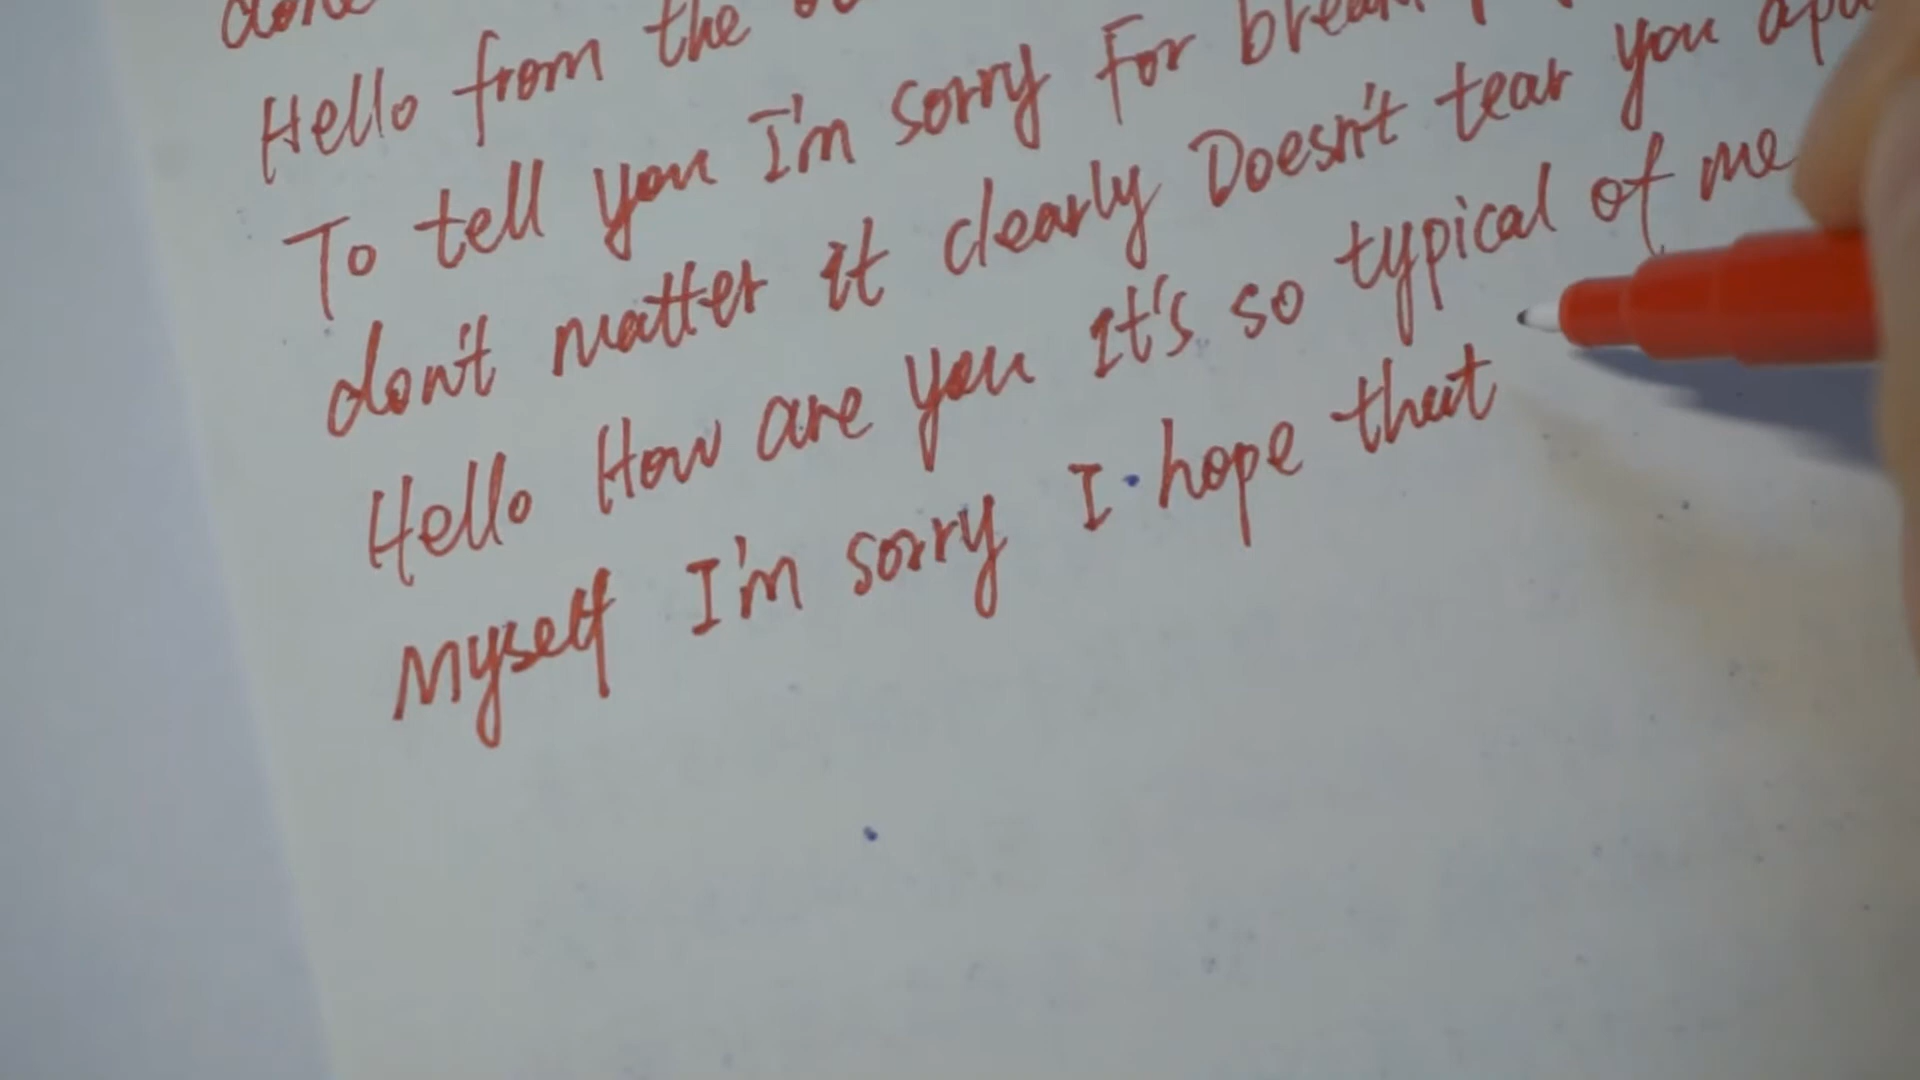 done
Hello from the
To tell you I'm sorry For
don't matter it clearly Doesn't tear you
Hello How are you It's so typical of me
Myself I'm sorry I hope that